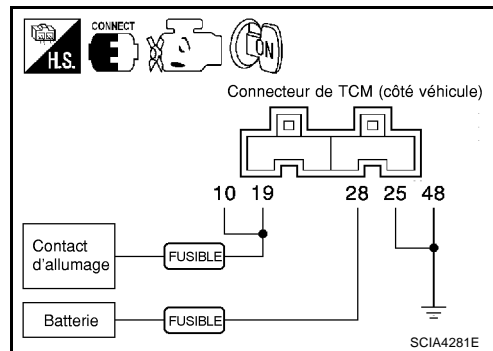 H.S.
CONNECT
ON
Connecteur de TCM (côté véhicule)
10 19 28 25 48
Contact
d'allumage
FUSIBLE
Batterie
FUSIBLE
SCIA4281E